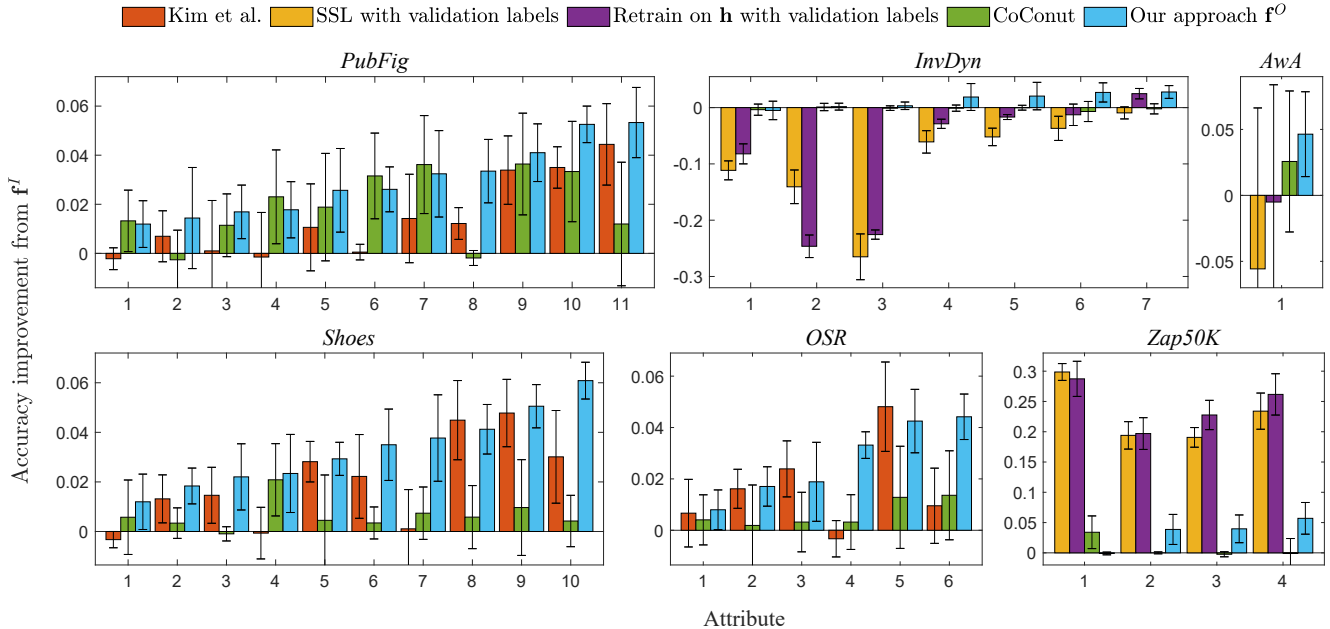 Kim et al. SSL with validation labels Retrain on h with validation labels CoConut Our approach f^O
PubFig InvDyn AwA
Accuracy improvement from f^I
0.06
0.04
0.02
0
1 2 3 4 5 6 7 8 9 10 11
0
-0.1
-0.2
-0.3
1 2 3 4 5 6 7
0.05
0
-0.05
1
Shoes OSR Zap50K
0.06
0.04
0.02
0
1 2 3 4 5 6 7 8 9 10
0.06
0.04
0.02
0
1 2 3 4 5 6
0.3
0.2
0.15
0.1
0.05
0
1 2 3 4
Attribute